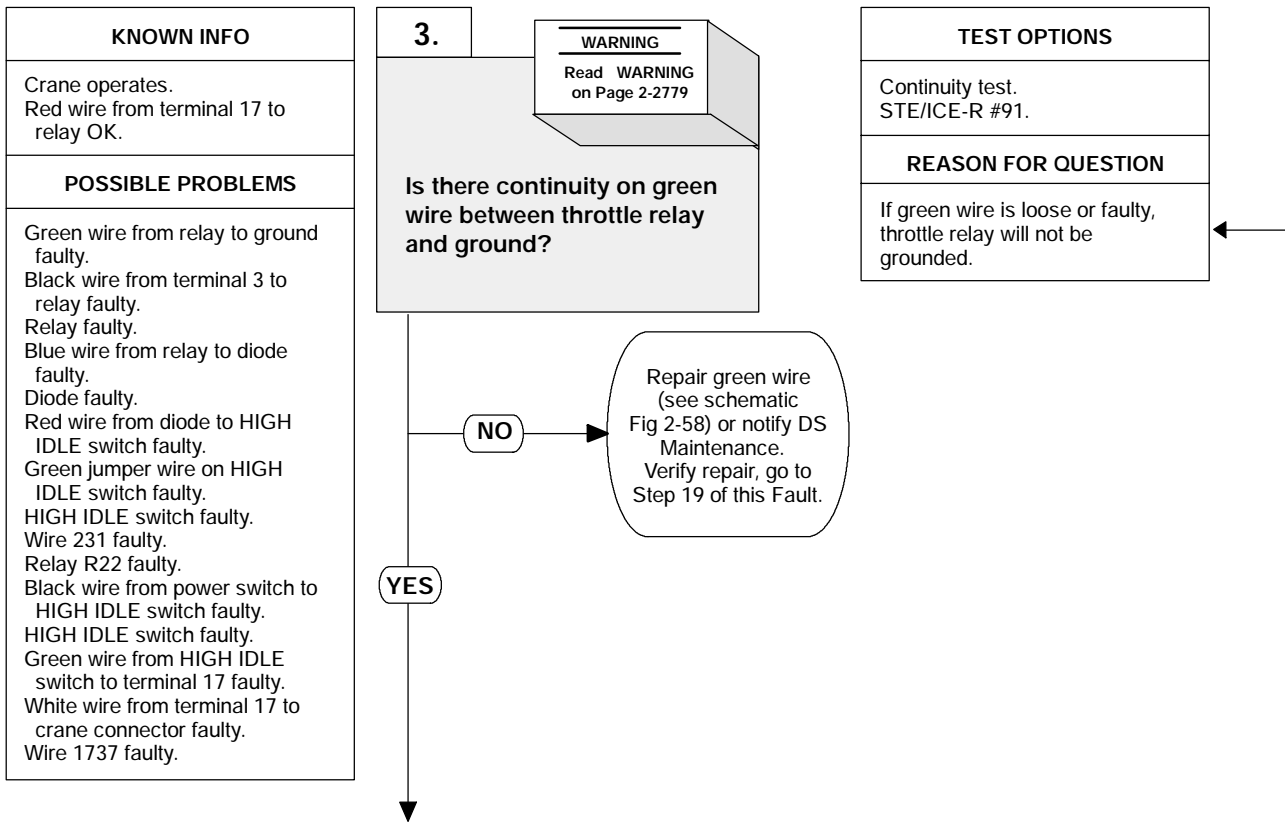 KNOWN INFO
Crane operates.
Red wire from terminal 17 to
relay OK.
POSSIBLE PROBLEMS
Green wire from relay to ground
faulty.
Black wire from terminal 3 to
relay faulty.
Relay faulty.
Blue wire from relay to diode
faulty.
Diode faulty.
Red wire from diode to HIGH
IDLE switch faulty.
Green jumper wire on HIGH
IDLE switch faulty.
HIGH IDLE switch faulty.
Wire 231 faulty.
Relay R22 faulty.
Black wire from power switch to
HIGH IDLE switch faulty.
HIGH IDLE switch faulty.
Green wire from HIGH IDLE
switch to terminal 17 faulty.
White wire from terminal 17 to
crane connector faulty.
Wire 1737 faulty.
3.
WARNING
Read WARNING
on Page 2-2779
Is there continuity on green
wire between throttle relay
and ground?
NO
Repair green wire
(see schematic
Fig 2-58) or notify DS
Maintenance.
Verify repair, go to
Step 19 of this Fault.
YES
TEST OPTIONS
Continuity test.
STE/ICE-R #91.
REASON FOR QUESTION
If green wire is loose or faulty,
throttle relay will not be
grounded.